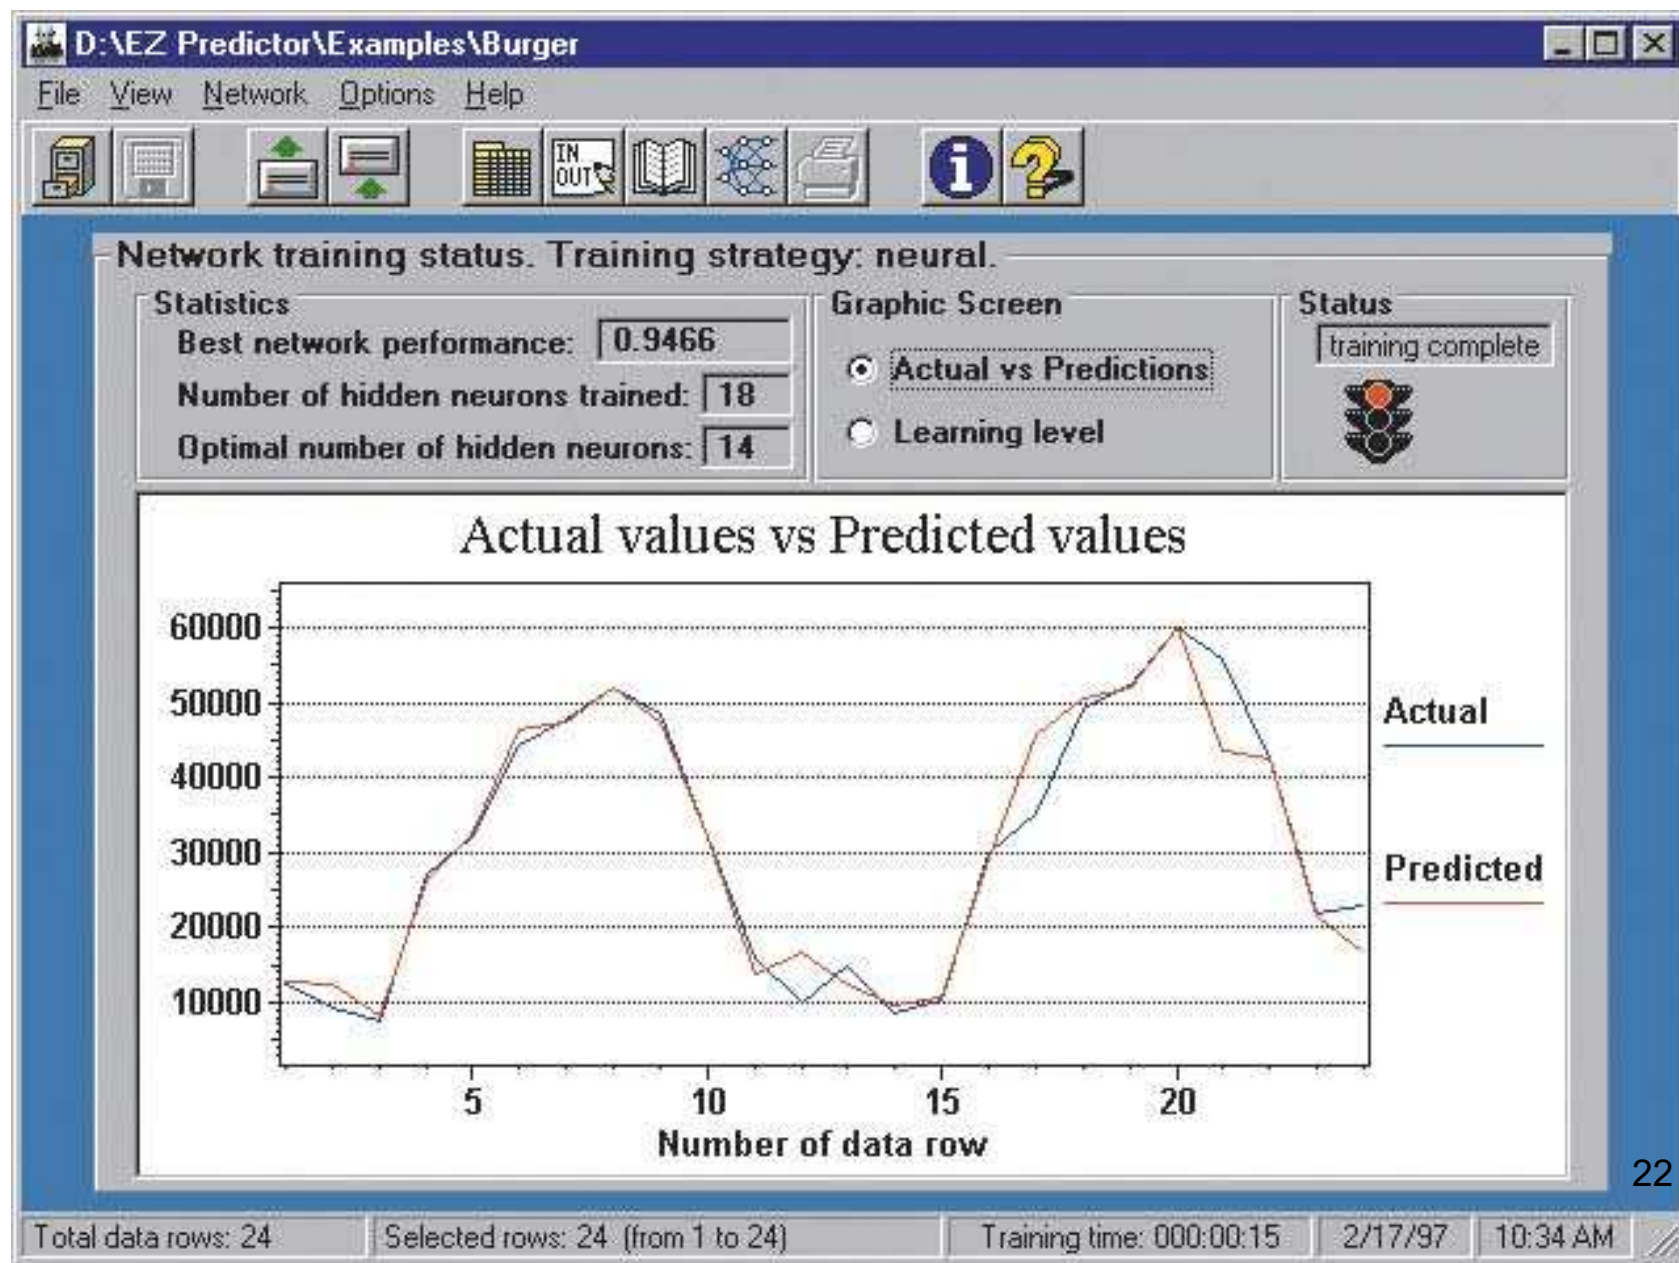 D:\EZ Predictor\Examples\Burger
File View Network Options Help
IN
OUT
Network training status. Training strategy: neural.
Statistics
Best network performance: 0.9466
Number of hidden neurons trained: 18
Optimal number of hidden neurons: 14
Graphic Screen
Actual vs Predictions
Learning level
Status
training complete
Actual values vs Predicted values
60000
50000
40000
30000
20000
10000
5 10 15 20
Number of data row
Actual
Predicted
22
Total data rows: 24 Selected rows: 24 (from 1 to 24) Training time: 000:00:15 2/17/97 10:34 AM